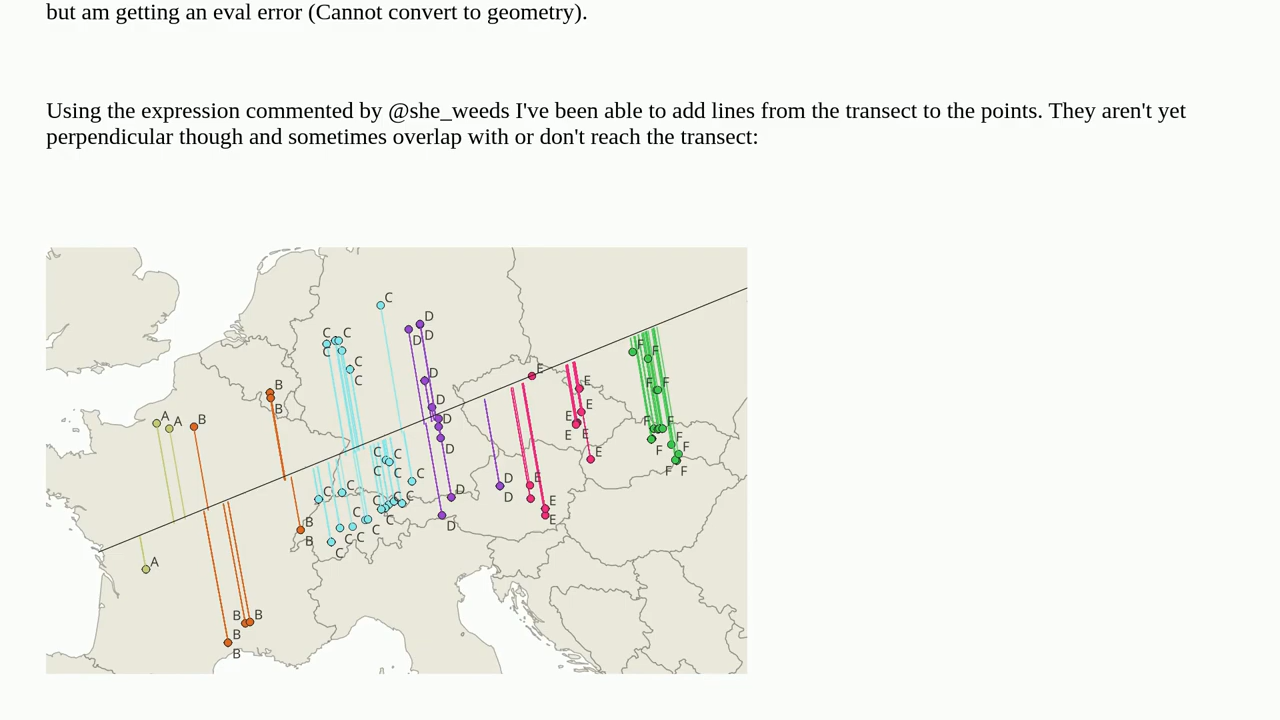 but am getting an eval error (Cannot convert to geometry).
Using the expression commented by @she_weeds I've been able to add lines from the transect to the points. They aren't yet
perpendicular though and sometimes overlap with or don't reach the transect:
C
D
C C
C
D D
C
C
F F
E
D
E
F F
B
B
D
E
A A B
D
E E E
F F
F
D
E
F F
F F
C C
C C
C
D D
E
C C
C C C
D
E E
B B
C C C C
D
C
A
B B
B
B